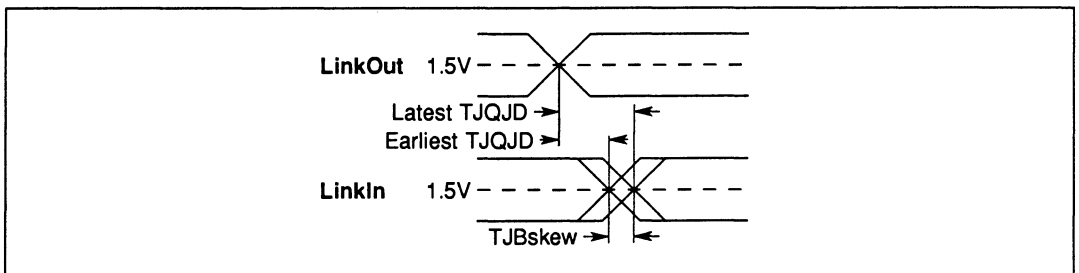 LinkOut 1.5V
Latest TJQJD
Earliest TJQJD
LinkIn 1.5V
TJBskew